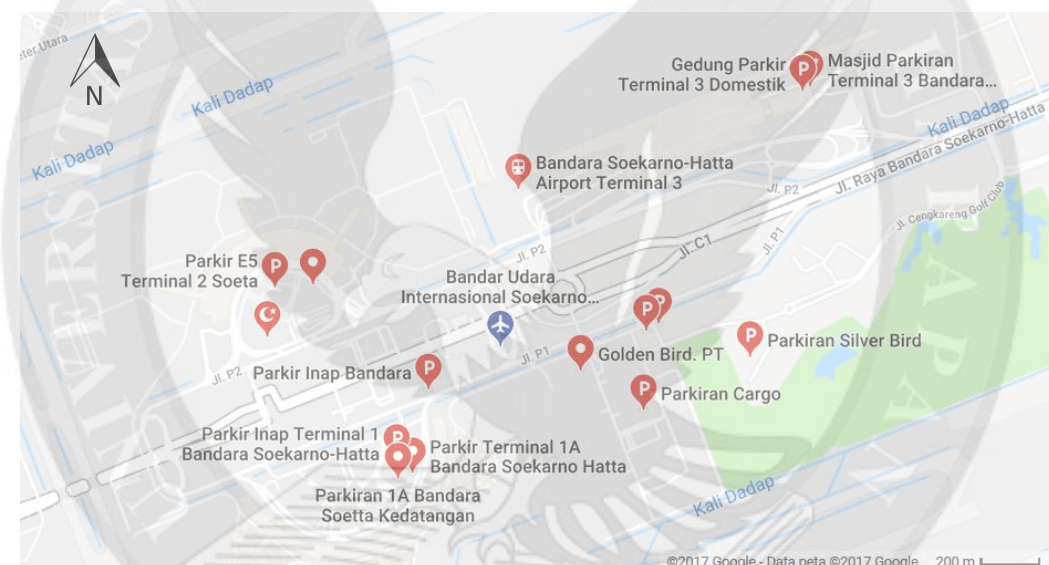 N
Kali Dadap
Kali Dadap
Gedung Parkir
Terminal 3 Domestik
Masjid Parkiran
Terminal 3 Bandara...
Kali Dadap
Jl. Raya Bandara Soekarno-Hatta
Bandara Soekarno-Hatta
Airport Terminal 3
Jl. P2
Jl. Cengkareng Golf Club
Jl. P2
Jl. C1
Jl. P1
Parkir E5
Terminal 2 Soeta
Bandar Udara
Internasional Soekarno...
Jl. P1
Golden Bird. PT
Parkiran Silver Bird
Jl. P2
Parkir Inap Bandara
Parkiran Cargo
Parkir Inap Terminal 1
Bandara Soekarno-Hatta
Parkir Terminal 1A
Bandara Soekarno Hatta
Parkiran 1A Bandara
Soetta Kedatangan
Kali Dadap
©2017 Google - Data peta ©2017 Google
200 m